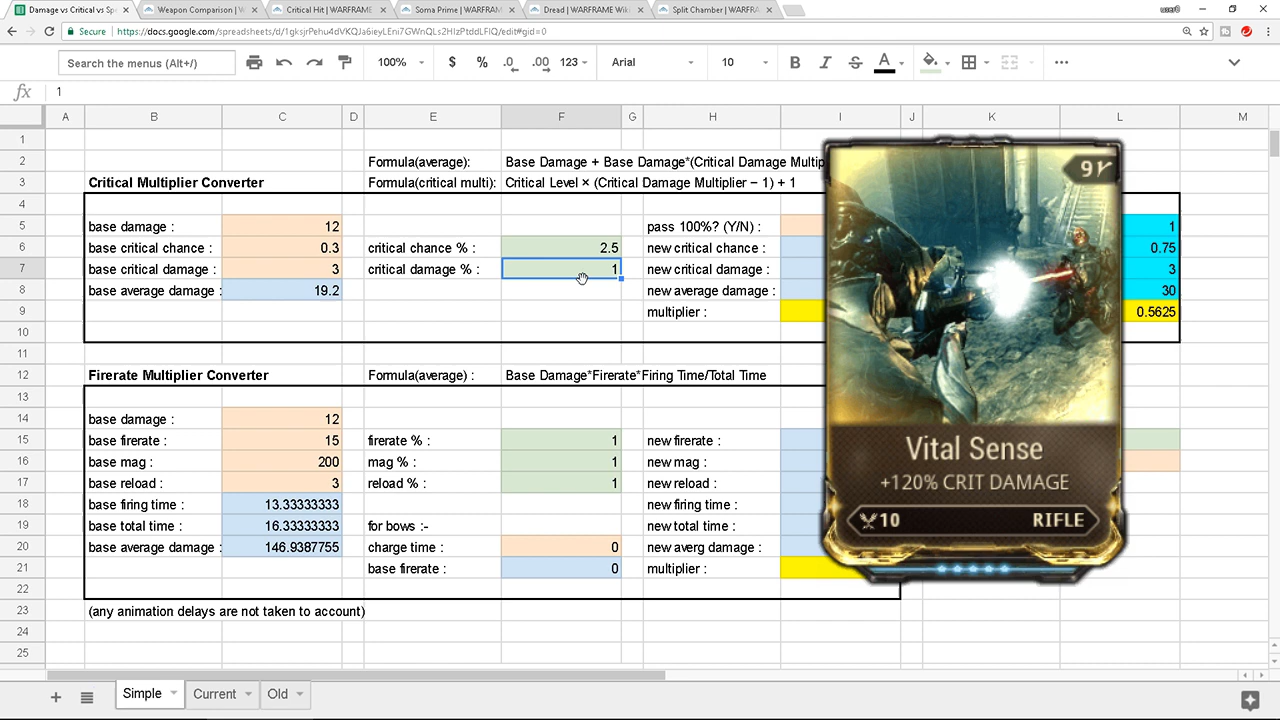 Damage vs Critical vs Sp
Weapon Comparison | W
Critical Hit | WARFRAME
Soma Prime | WARFRAM
Dread | WARFRAME Wiki
Split Chamber | WARFRA
user0
Secure
https://docs.google.com/spreadsheets/d/1gksjrPehu4dVKQJa6ieyLEni7GWnQLs2HIzPtddLFlQ/edit#gid=0
Search the menus (Alt+/)
100%
$ % .0 .00 123
Arial
10
B I S A
fx 1
A B C D E F G H I J K L M
1
2 Formula(average): Base Damage + Base Damage*(Critical Damage Multip
3 Critical Multiplier Converter Formula(critical multi): Critical Level × (Critical Damage Multiplier − 1) + 1
4
5 base damage : 12 pass 100%? (Y/N) : 1
6 base critical chance : 0.3 critical chance % : 2.5 new critical chance : 0.75
7 base critical damage : 3 critical damage % : 1 new critical damage : 3
8 base average damage : 19.2 new average damage : 30
9 multiplier : 0.5625
10
11
12 Firerate Multiplier Converter Formula(average) : Base Damage*Firerate*Firing Time/Total Time
13
14 base damage : 12
15 base firerate : 15 firerate % : 1 new firerate :
16 base mag : 200 mag % : 1 new mag :
17 base reload : 3 reload % : 1 new reload :
18 base firing time : 13.33333333 new firing time :
19 base total time : 16.33333333 for bows :- new total time :
20 base average damage : 146.9387755 charge time : 0 new averg damage :
21 base firerate : 0 multiplier :
22
23 (any animation delays are not taken to account)
24
25
9
Vital Sense
+120% CRIT DAMAGE
10 RIFLE
Simple
Current
Old